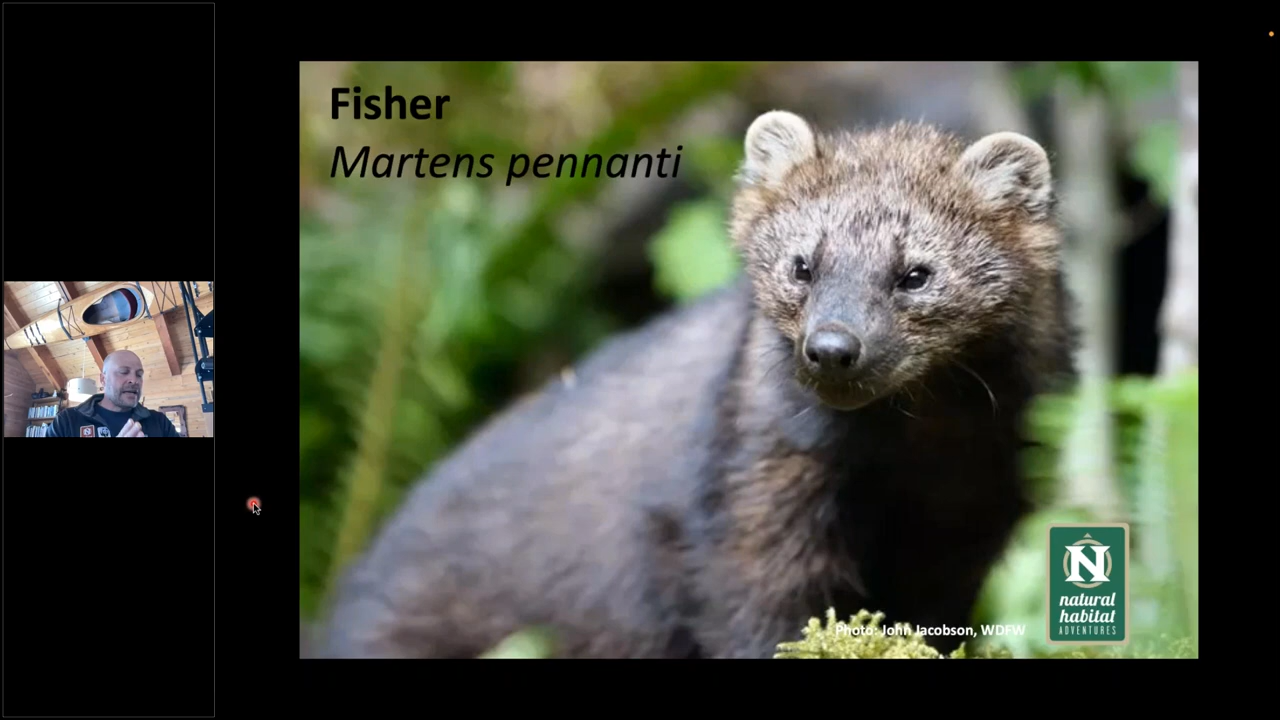 Fisher
Martens pennanti
Photo: John Jacobson, WDFW
N
natural
habitat
ADVENTURES